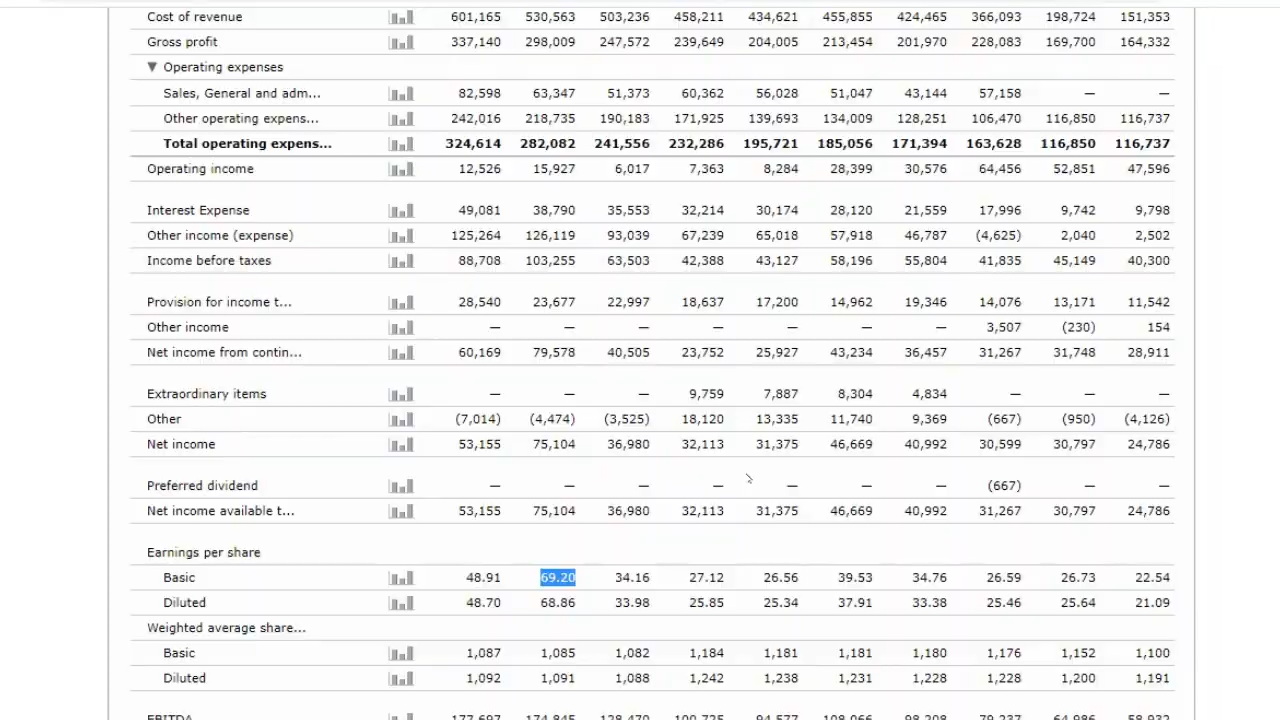 Cost of revenue 601,165 530,563 503,236 458,211 434,621 455,855 424,465 366,093 198,724 151,353
Gross profit 337,140 298,009 247,572 239,649 204,005 213,454 201,970 228,083 169,700 164,332
▼ Operating expenses
Sales, General and adm... 82,598 63,347 51,373 60,362 56,028 51,047 43,144 57,158 — —
Other operating expens... 242,016 218,735 190,183 171,925 139,693 134,009 128,251 106,470 116,850 116,737
Total operating expens... 324,614 282,082 241,556 232,286 195,721 185,056 171,394 163,628 116,850 116,737
Operating income 12,526 15,927 6,017 7,363 8,284 28,399 30,576 64,456 52,851 47,596
Interest Expense 49,081 38,790 35,553 32,214 30,174 28,120 21,559 17,996 9,742 9,798
Other income (expense) 125,264 126,119 93,039 67,239 65,018 57,918 46,787 (4,625) 2,040 2,502
Income before taxes 88,708 103,255 63,503 42,388 43,127 58,196 55,804 41,835 45,149 40,300
Provision for income t... 28,540 23,677 22,997 18,637 17,200 14,962 19,346 14,076 13,171 11,542
Other income — — — — — — — 3,507 (230) 154
Net income from contin... 60,169 79,578 40,505 23,752 25,927 43,234 36,457 31,267 31,748 28,911
Extraordinary items — — — 9,759 7,887 8,304 4,834 — — —
Other (7,014) (4,474) (3,525) 18,120 13,335 11,740 9,369 (667) (950) (4,126)
Net income 53,155 75,104 36,980 32,113 31,375 46,669 40,992 30,599 30,797 24,786
Preferred dividend — — — — — — — (667) — —
Net income available t... 53,155 75,104 36,980 32,113 31,375 46,669 40,992 31,267 30,797 24,786
Earnings per share
Basic 48.91 69.20 34.16 27.12 26.56 39.53 34.76 26.59 26.73 22.54
Diluted 48.70 68.86 33.98 25.85 25.34 37.91 33.38 25.46 25.64 21.09
Weighted average share...
Basic 1,087 1,085 1,082 1,184 1,181 1,181 1,180 1,176 1,152 1,100
Diluted 1,092 1,091 1,088 1,242 1,238 1,231 1,228 1,228 1,200 1,191
EBITDA